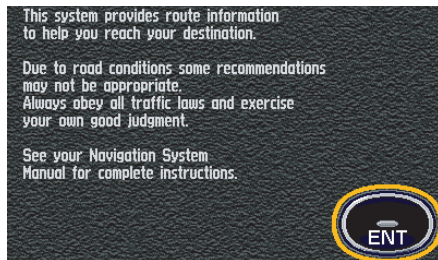 This system provides route information
to help you reach your destination.
Due to road conditions some recommendations
may not be appropriate.
Always obey all traffic laws and exercise
your own good judgment.
See your Navigation System
Manual for complete instructions.
ENT